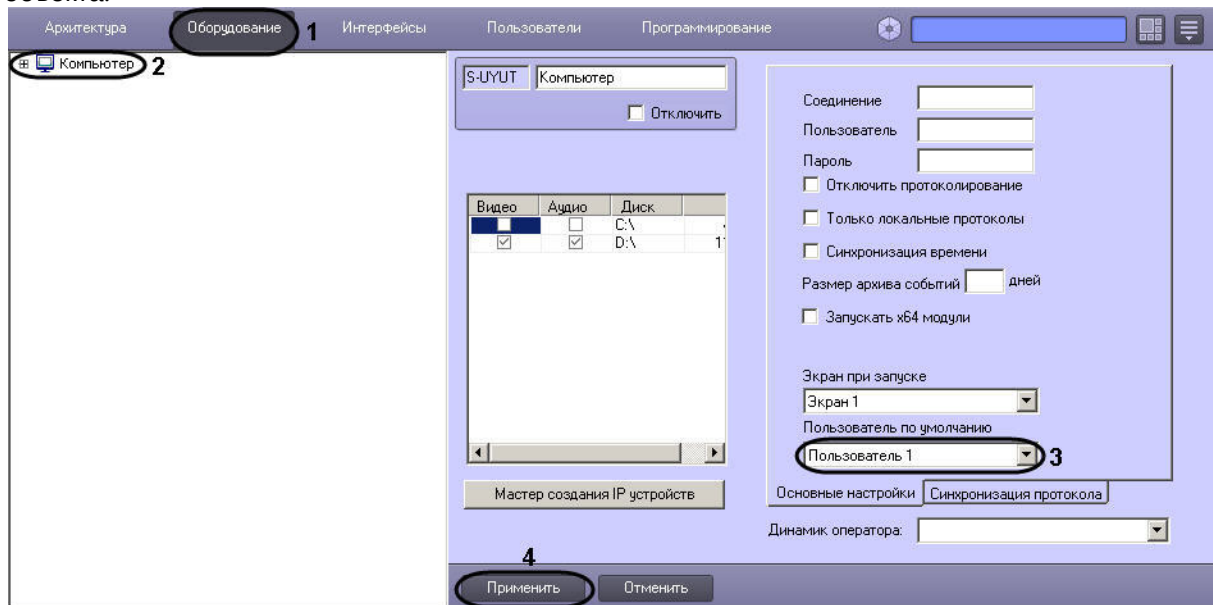 Архитектура Оборудование 1 Интерфейсы Пользователи Программирование
Компьютер 2
S-UYUT Компьютер
Отключить
Видео Аудио Диск
C:\
D:\ 1
Мастер создания IP устройств
Соединение
Пользователь
Пароль
Отключить протоколирование
Только локальные протоколы
Синхронизация времени
Размер архива событий дней
Запускать x64 модули
Экран при запуске
Экран 1
Пользователь по умолчанию
Пользователь 1 3
Основные настройки Синхронизация протокола
Динамик оператора:
4
Применить Отменить